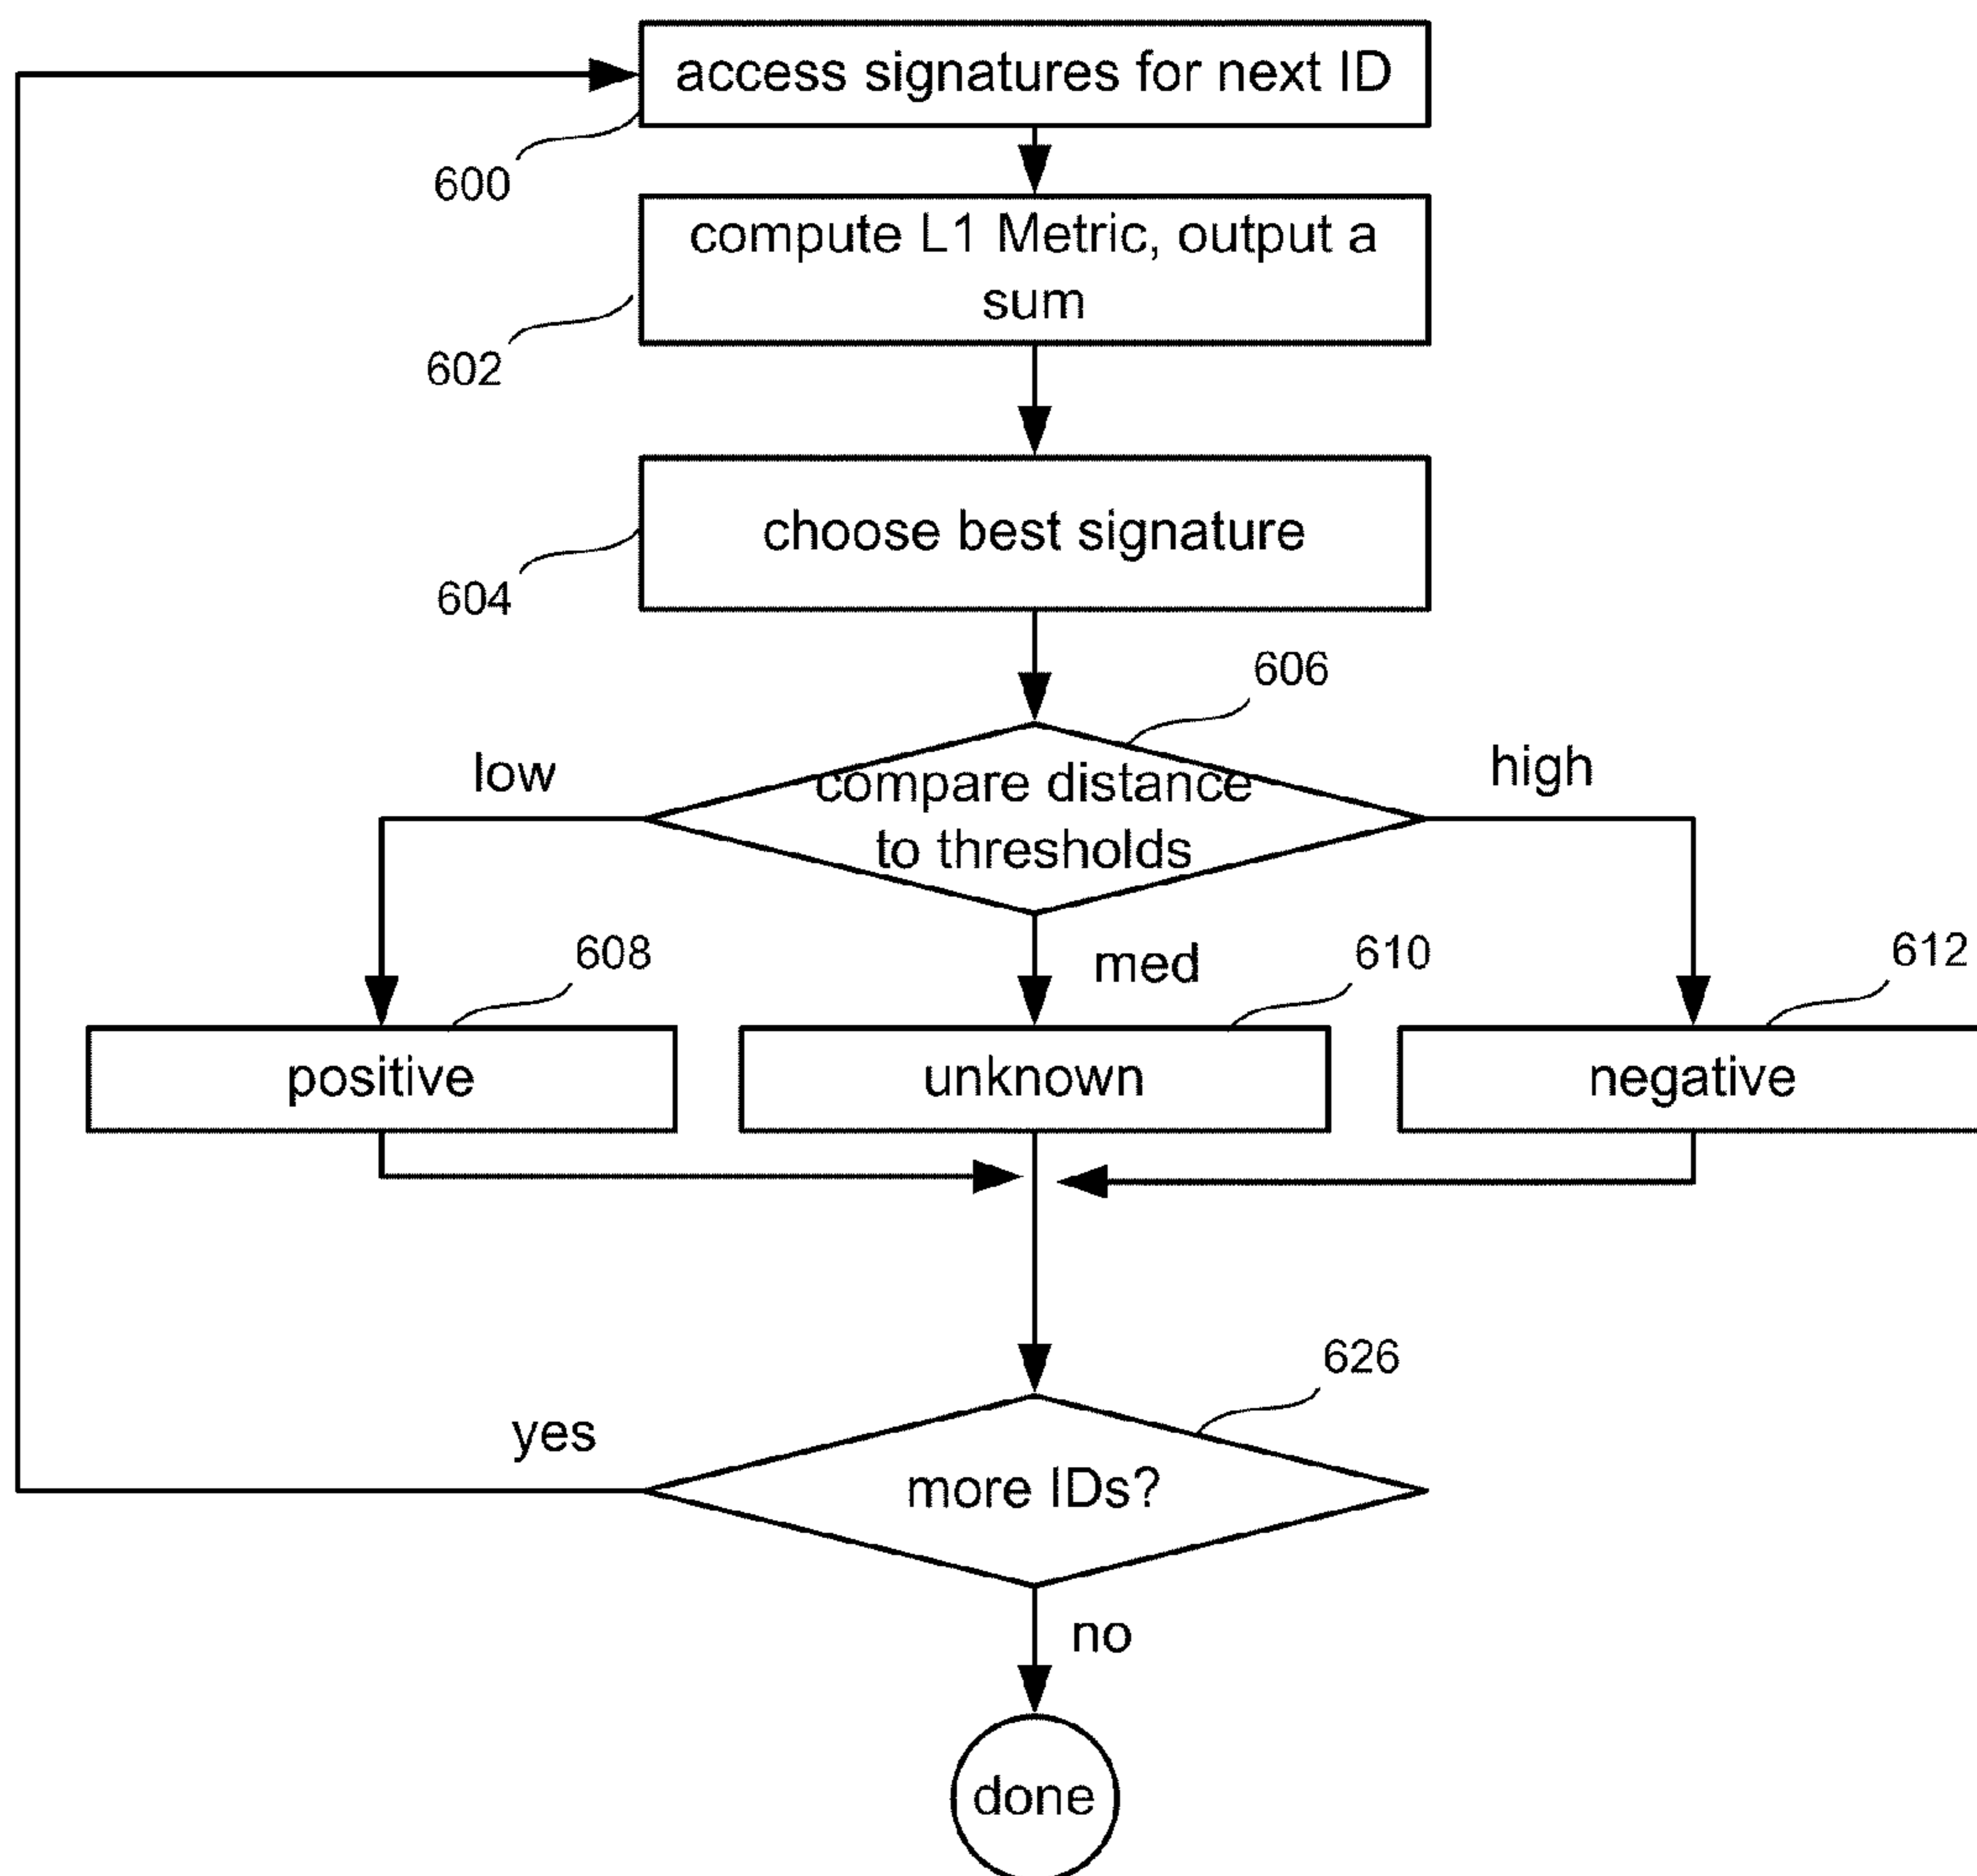 access signatures for next ID
600
compute L1 Metric, output a
sum
602
choose best signature
604
606
low
high
compare distance
to thresholds
608
med
610
612
positive
unknown
negative
626
yes
more IDs?
no
done